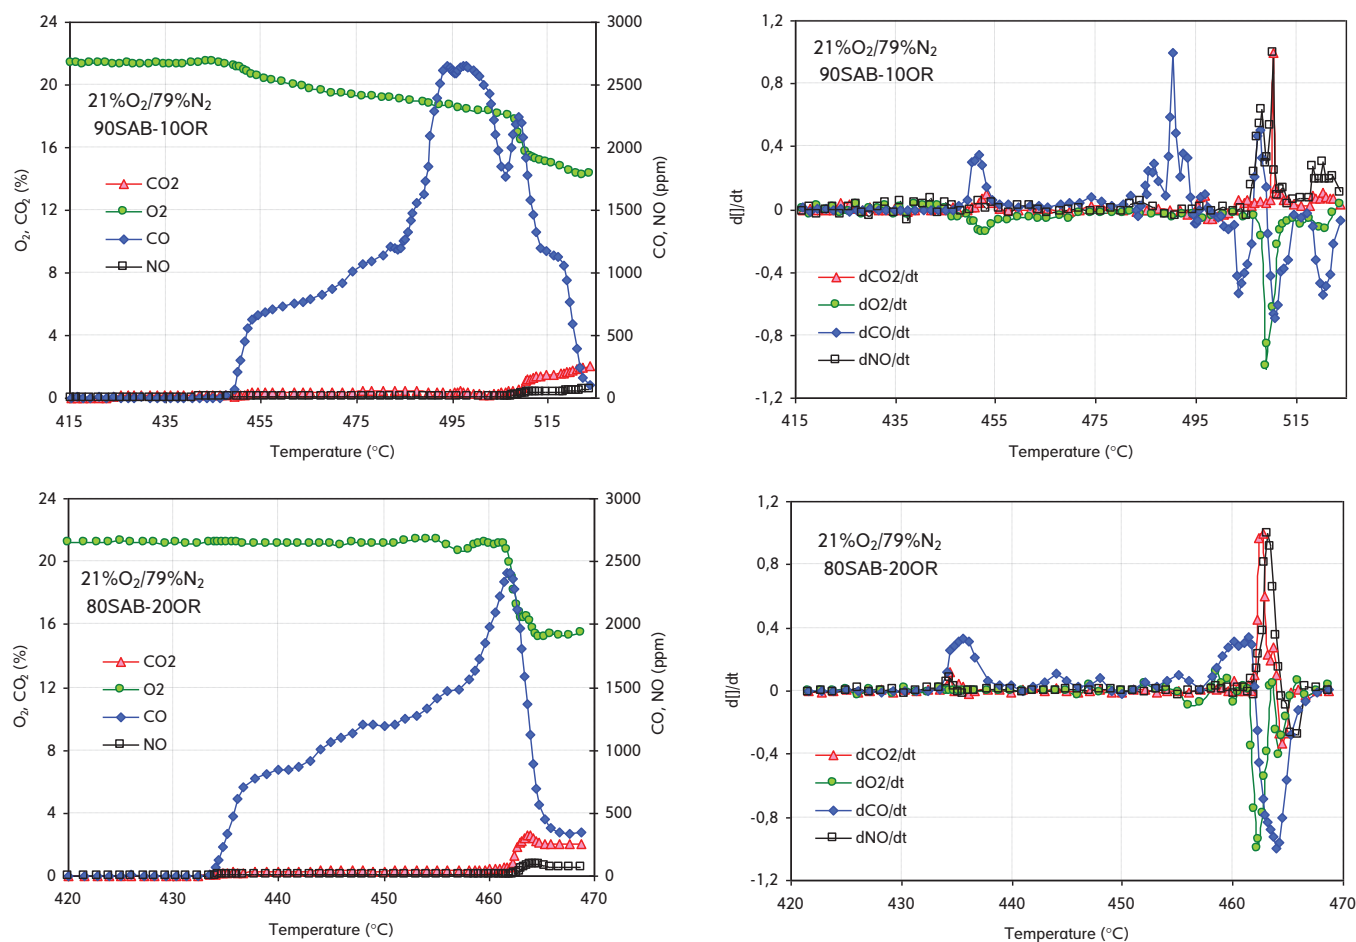 24
20
16
12
8
4
0
O₂, CO₂ (%)
3000
2500
2000
1500
1000
500
0
CO, NO (ppm)
21%O₂/79%N₂
90SAB-10OR
CO2
O2
CO
NO
415
455
495
515
Temperature (°C)
1,2
0,8
0,4
0
-0,4
-0,8
-1,2
d[]/dt
21%O₂/79%N₂
90SAB-10OR
dCO2/dt
dO2/dt
dCO/dt
dNO/dt
415
435
455
475
495
515
Temperature (°C)
24
20
16
12
8
4
0
O₂, CO₂ (%)
3000
2500
2000
1500
1000
500
0
CO, NO (ppm)
21%O₂/79%N₂
80SAB-20OR
CO2
O2
CO
NO
420
430
440
450
460
470
Temperature (°C)
1,2
0,8
0,4
0
-0,4
-0,8
-1,2
d[]/dt
21%O₂/79%N₂
80SAB-20OR
dCO2/dt
dO2/dt
dCO/dt
dNO/dt
420
430
440
450
460
470
Temperature (°C)